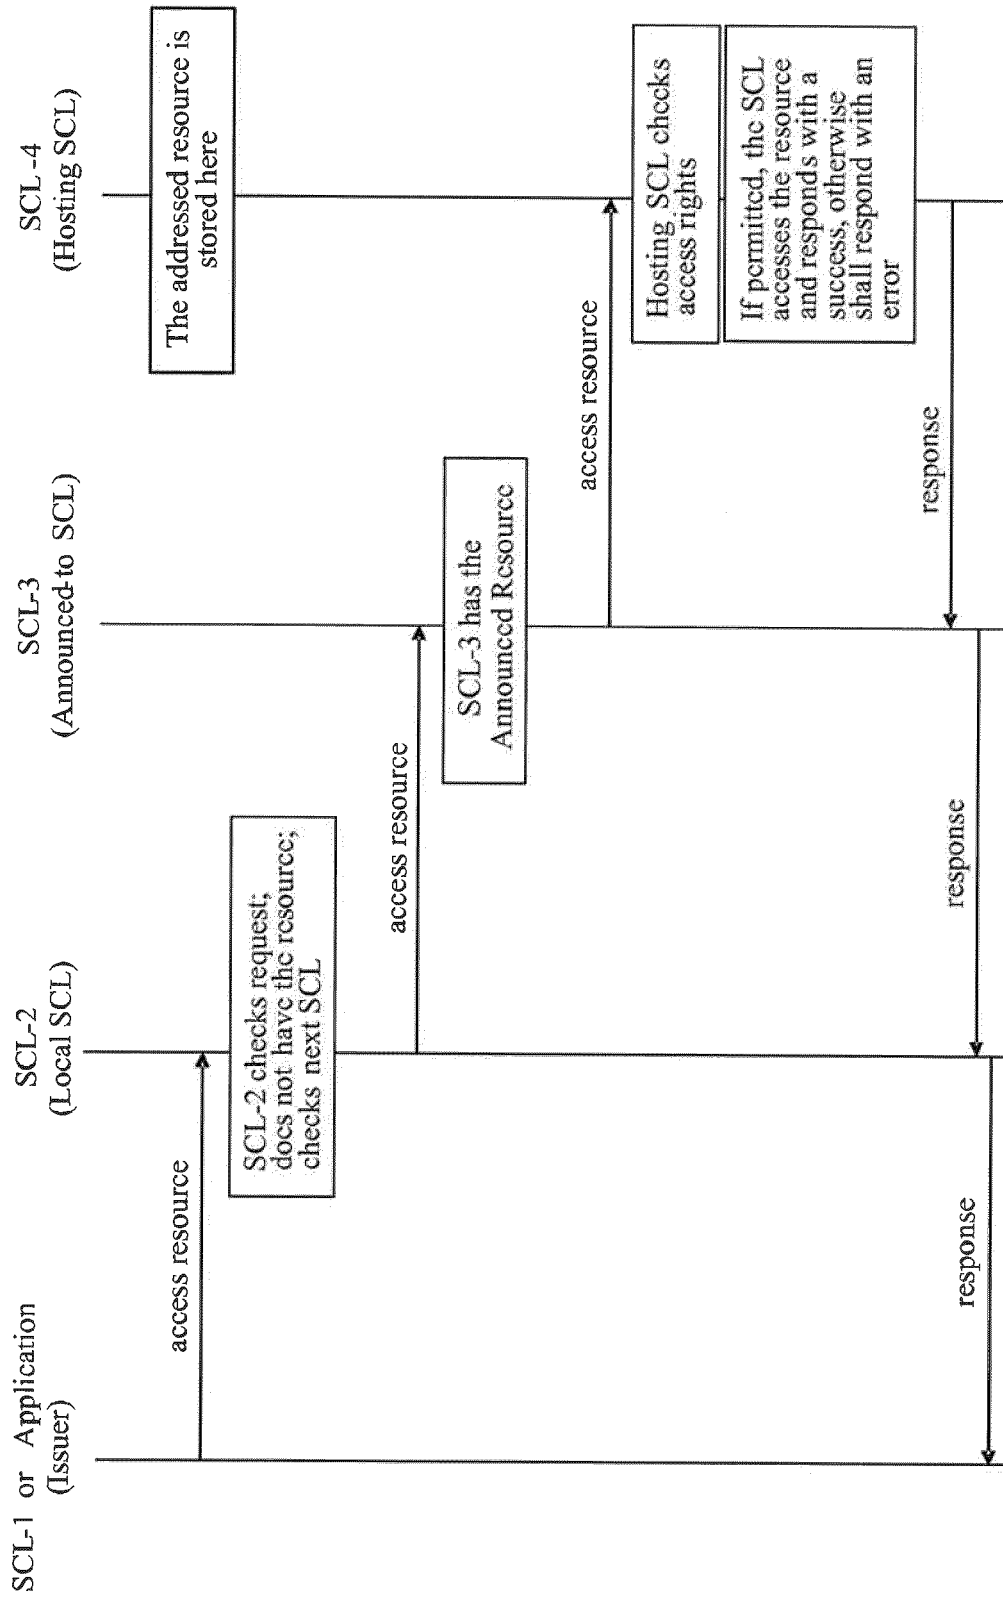 SCL-1 or Application
(Issuer)
SCL-2
(Local SCL)
SCL-3
(Announced-to SCL)
SCL -4
(Hosting SCL)
The addressed resource is
stored here
access resource
SCL-2 checks request;
does not have the resource;
checks next SCL
access resource
SCL-3 has the
Announced Resource
access resource
Hosting SCL checks
access rights
If permitted, the SCL
accesses the resource
and responds with a
success, otherwise
shall respond with an
error
response
response
response